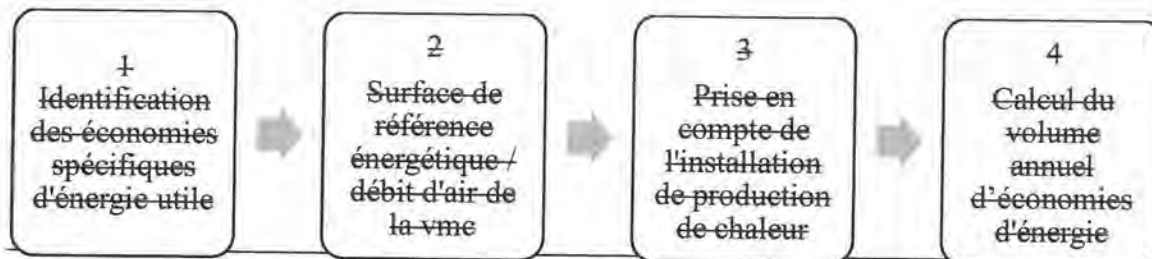 1
Identification
des économies
spécifiques
d'énergie utile
2
Surface de
référence
énergétique /
débit d'air de
la vmc
3
Prise en
compte de
l'installation
de production
de chaleur
4
Calcul du
volume
annuel
d'économies
d'énergie